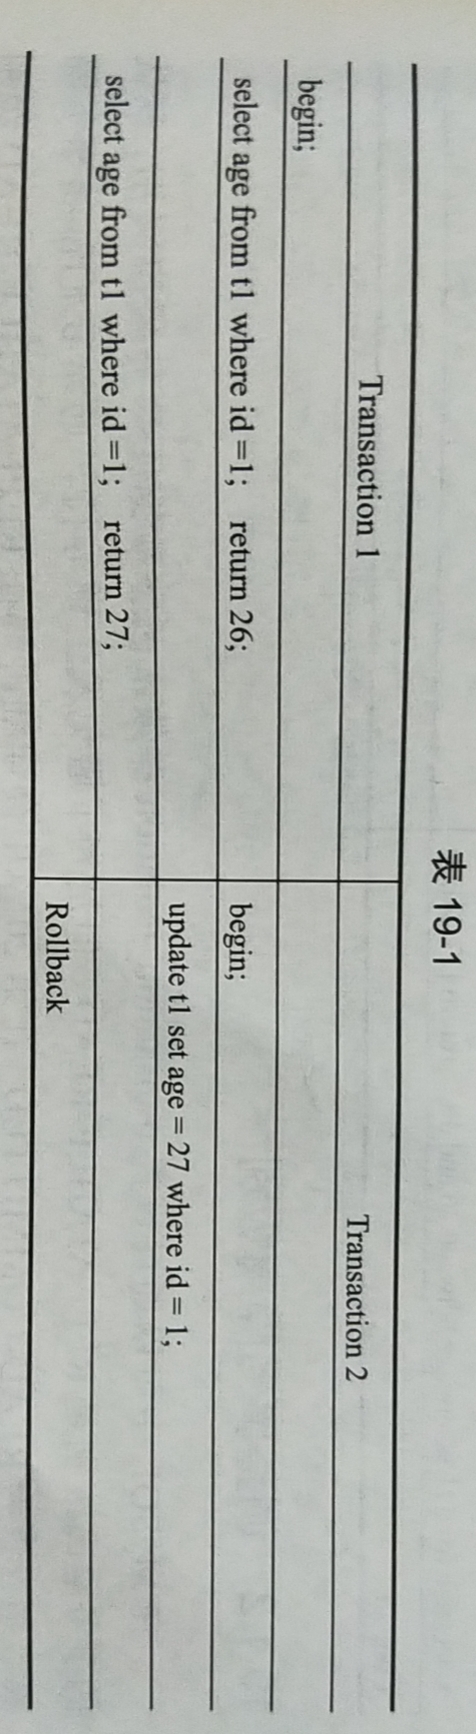 表 19-1
Transaction 1 Transaction 2
begin;
select age from t1 where id =1; return 26; begin;
update t1 set age = 27 where id = 1;
select age from t1 where id =1; return 27;
Rollback